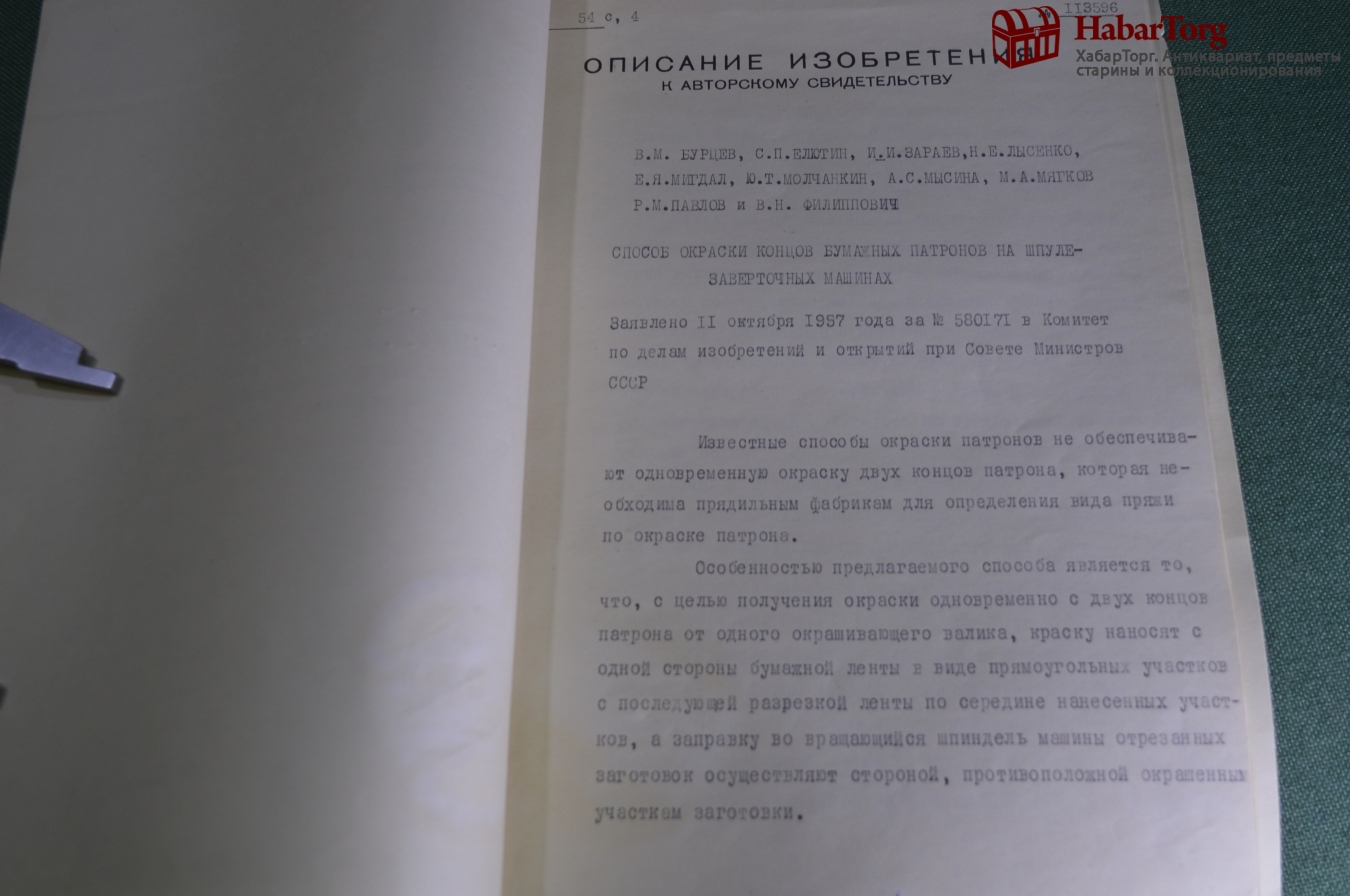 54 с, 4
№ 113596
HabarTorg
ХабарТорг. Антиквариат, предметы
старины и коллекционирования
ОПИСАНИЕ ИЗОБРЕТЕНИЯ
К АВТОРСКОМУ СВИДЕТЕЛЬСТВУ
В.М. БУРЦЕВ, С.П.ЕЛЮТИН, И.И.ЗАРАЕВ,Н.Е.ЛЫСЕНКО,
Е.Я.МИГДАЛ, Ю.Т.МОЛЧАНКИН, А.С.МЫСИНА, М.А.МЯГКОВ
Р.М.ПАВЛОВ и В.Н. ФИЛИППОВИЧ
СПОСОБ ОКРАСКИ КОНЦОВ БУМАЖНЫХ ПАТРОНОВ НА ШПУЛЕ-
ЗАВЕРТОЧНЫХ МАШИНАХ
Заявлено II октября 1957 года за № 580171 в Комитет
по делам изобретений и открытий при Совете Министров
СССР
Известные способы окраски патронов не обеспечива-
ют одновременную окраску двух концов патрона, которая не-
обходима прядильным фабрикам для определения вида пряжи
по окраске патрона.
Особенностью предлагаемого способа является то,
что, с целью получения окраски одновременно с двух концов
патрона от одного окрашивающего валика, краску наносят с
одной стороны бумажной ленты в виде прямоугольных участков
с последующей разрезкой ленты по середине нанесенных участ-
ков, а заправку во вращающийся шпиндель машины отрезанных
заготовок осуществляют стороной, противоположной окрашенным
участкам заготовки.